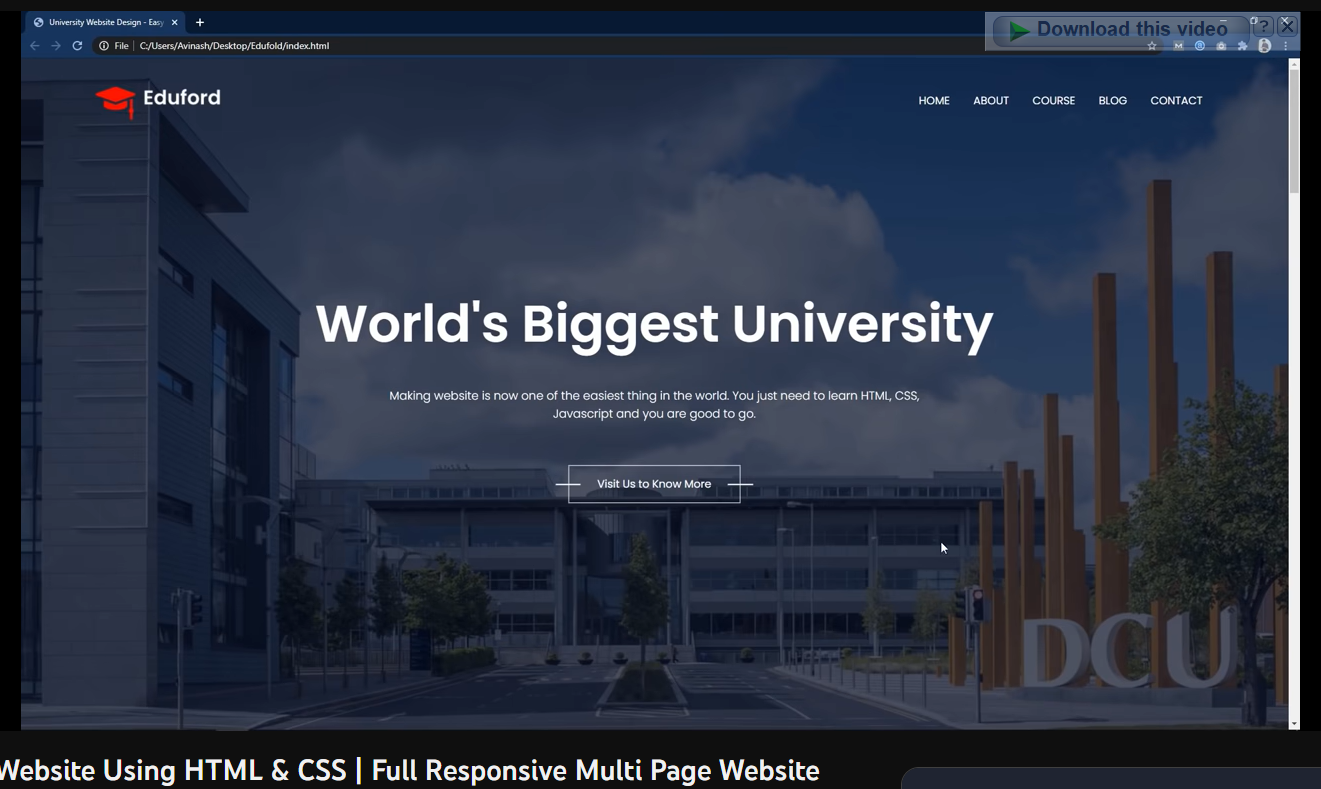 University Website Design - Easy
Download this video
?
File
C:/Users/Avinash/Desktop/Edufold/index.html
M
Eduford
HOME
ABOUT
COURSE
BLOG
CONTACT
World's Biggest University
Making website is now one of the easiest thing in the world. You just need to learn HTML, CSS,
Javascript and you are good to go.
Visit Us to Know More
DCU
Website Using HTML & CSS | Full Responsive Multi Page Website